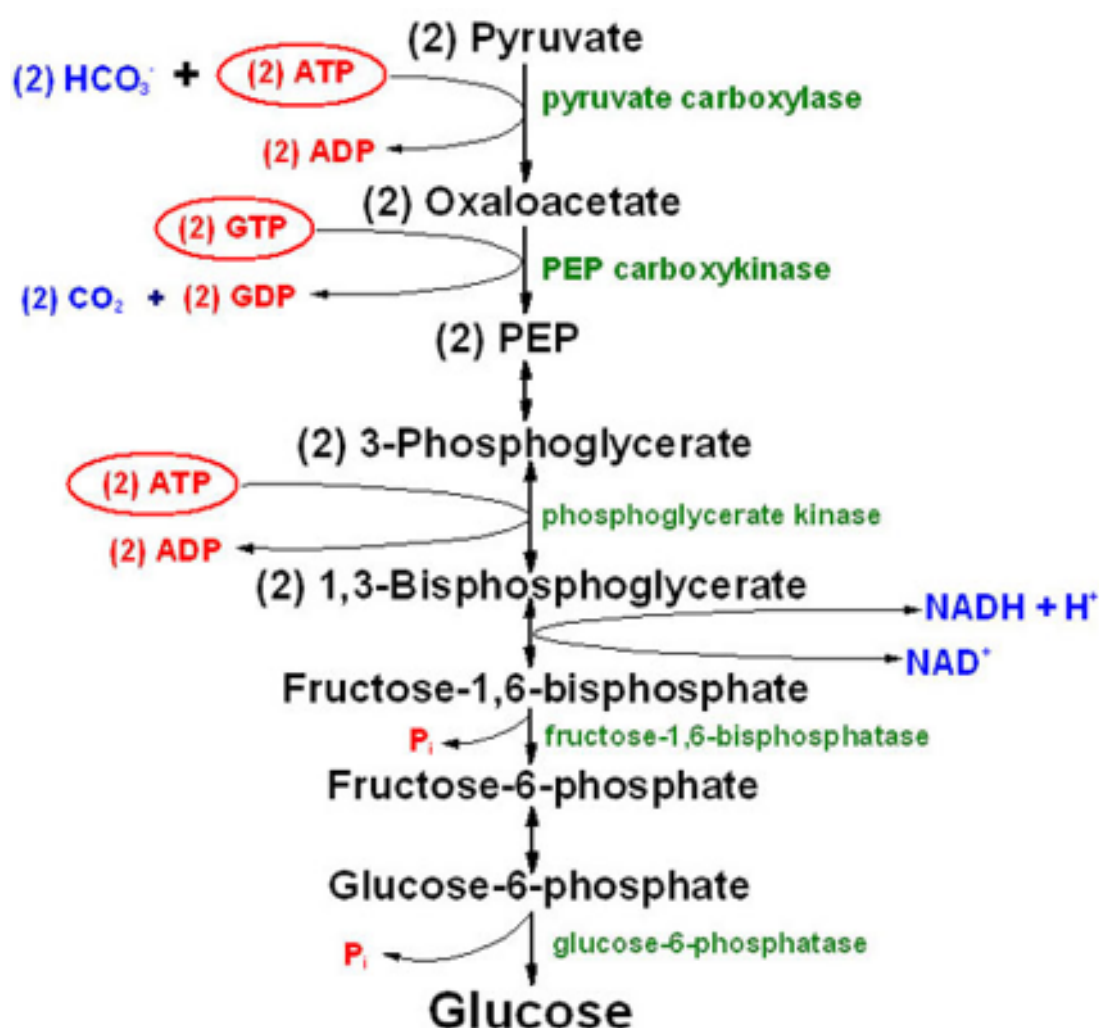 (2) Pyruvate
(2) HCO₃⁻ + (2) ATP
pyruvate carboxylase
(2) ADP
(2) Oxaloacetate
(2) GTP
PEP carboxykinase
(2) CO₂ + (2) GDP
(2) PEP
(2) 3-Phosphoglycerate
(2) ATP
phosphoglycerate kinase
(2) ADP
(2) 1,3-Bisphosphoglycerate
NADH + H⁺
NAD⁺
Fructose-1,6-bisphosphate
Pᵢ
fructose-1,6-bisphosphatase
Fructose-6-phosphate
Glucose-6-phosphate
Pᵢ
glucose-6-phosphatase
Glucose